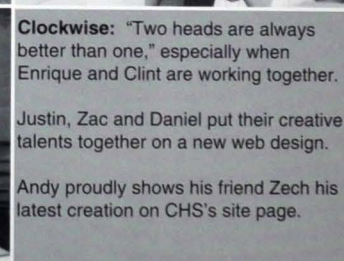 Clockwise: "Two heads are always
better than one," especially when
Enrique and Clint are working together.
Justin, Zac and Daniel put their creative
talents together on a new web design.
Andy proudly shows his friend Zech his
latest creation on CHS's site page.